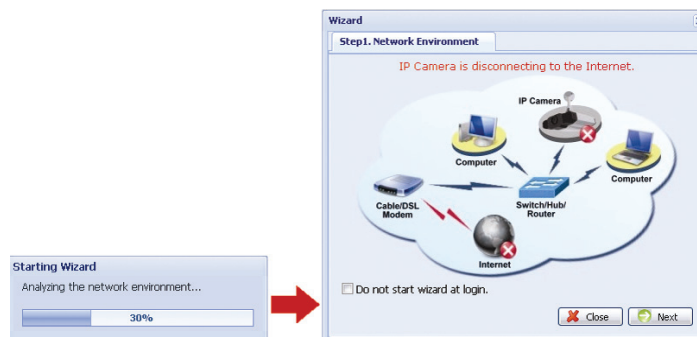 Starting Wizard
Analyzing the network environment...
30%
Wizard
Step1. Network Environment
IP Camera is disconnecting to the Internet.
IP Camera
Computer
Computer
Cable/DSL
Modem
Switch/Hub/
Router
Internet
Do not start wizard at login.
Close
Next